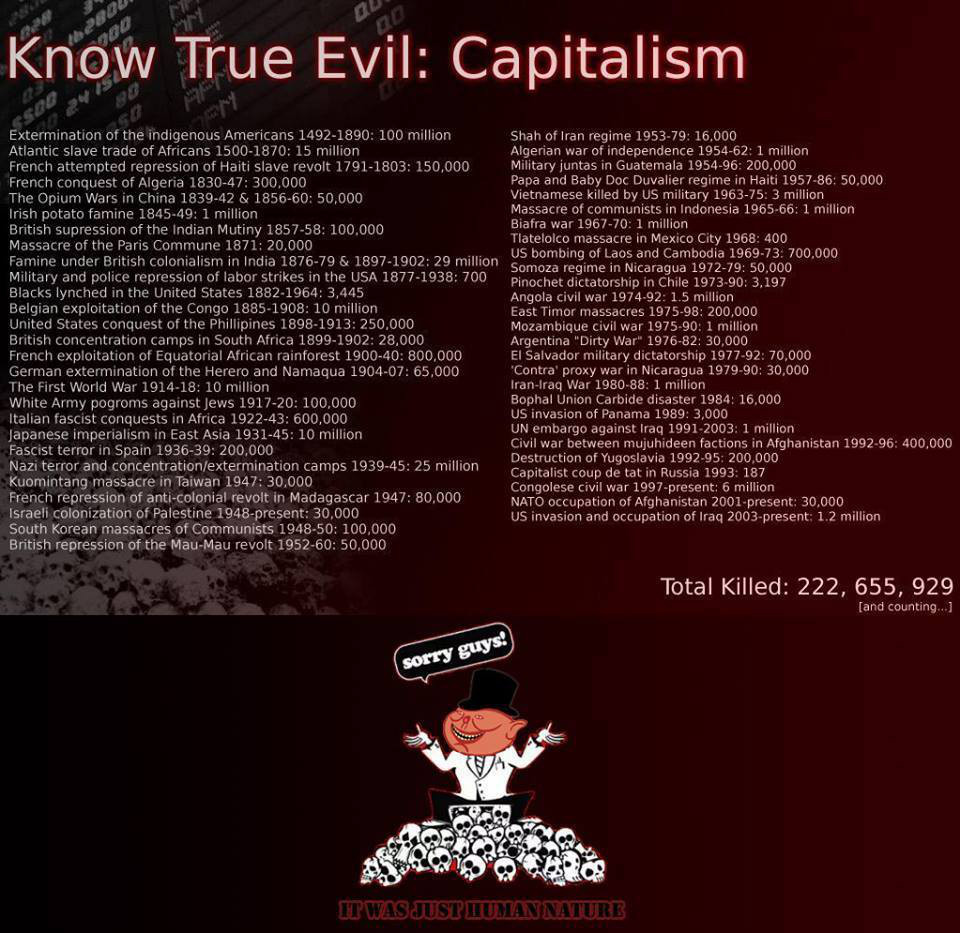 Know True Evil: Capitalism
Extermination of the indigenous Americans 1492-1890: 100 million
Atlantic slave trade of Africans 1500-1870: 15 million
French attempted repression of Haiti slave revolt 1791-1803: 150,000
French conquest of Algeria 1830-47: 300,000
The Opium Wars in China 1839-42 & 1856-60: 50,000
Irish potato famine 1845-49: 1 million
British supression of the Indian Mutiny 1857-58: 100,000
Massacre of the Paris Commune 1871: 20,000
Famine under British colonialism in India 1876-79 & 1897-1902: 29 million
Military and police repression of labor strikes in the USA 1877-1938: 700
Blacks lynched in the United States 1882-1964: 3,445
Belgian exploitation of the Congo 1885-1908: 10 million
United States conquest of the Phillipines 1898-1913: 250,000
British concentration camps in South Africa 1899-1902: 28,000
French exploitation of Equatorial African rainforest 1900-40: 800,000
German extermination of the Herero and Namaqua 1904-07: 65,000
The First World War 1914-18: 10 million
White Army pogroms against Jews 1917-20: 100,000
Italian fascist conquests in Africa 1922-43: 600,000
Japanese imperialism in East Asia 1931-45: 10 million
Fascist terror in Spain 1936-39: 200,000
Nazi terror and concentration/extermination camps 1939-45: 25 million
Kuomintang massacre in Taiwan 1947: 30,000
French repression of anti-colonial revolt in Madagascar 1947: 80,000
Israeli colonization of Palestine 1948-present: 30,000
South Korean massacres of Communists 1948-50: 100,000
British repression of the Mau-Mau revolt 1952-60: 50,000
Shah of Iran regime 1953-79: 16,000
Algerian war of independence 1954-62: 1 million
Military juntas in Guatemala 1954-96: 200,000
Papa and Baby Doc Duvalier regime in Haiti 1957-86: 50,000
Vietnamese killed by US military 1963-75: 3 million
Massacre of communists in Indonesia 1965-66: 1 million
Biafra war 1967-70: 1 million
Tlatelolco massacre in Mexico City 1968: 400
US bombing of Laos and Cambodia 1969-73: 700,000
Somoza regime in Nicaragua 1972-79: 50,000
Pinochet dictatorship in Chile 1973-90: 3,197
Angola civil war 1974-92: 1.5 million
East Timor massacres 1975-98: 200,000
Mozambique civil war 1975-90: 1 million
Argentina "Dirty War" 1976-82: 30,000
El Salvador military dictatorship 1977-92: 70,000
'Contra' proxy war in Nicaragua 1979-90: 30,000
Iran-Iraq War 1980-88: 1 million
Bophal Union Carbide disaster 1984: 16,000
US invasion of Panama 1989: 3,000
UN embargo against Iraq 1991-2003: 1 million
Civil war between mujuhideen factions in Afghanistan 1992-96: 400,000
Destruction of Yugoslavia 1992-95: 200,000
Capitalist coup de tat in Russia 1993: 187
Congolese civil war 1997-present: 6 million
NATO occupation of Afghanistan 2001-present: 30,000
US invasion and occupation of Iraq 2003-present: 1.2 million
Total Killed: 222, 655, 929
[and counting...]
sorry guys!
IT WAS JUST HUMAN NATURE